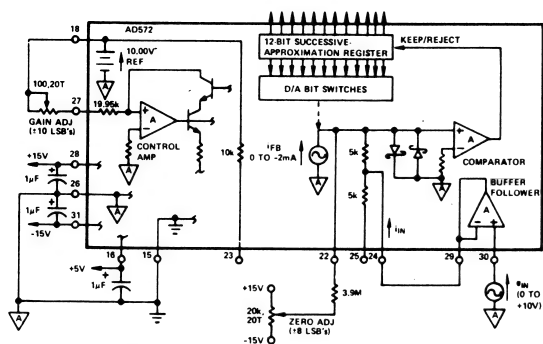 AD572
18
10.00V
REF
A
12-BIT SUCCESSIVE-
APPROXIMATION REGISTER
KEEP/REJECT
D/A BIT SWITCHES
100,20T
27
19.95k
GAIN ADJ
(±10 LSB's)
A
CONTROL
AMP
A
10k
iFB
0 TO -2mA
A
5k
5k
A
COMPARATOR
A
+15V
28
1µF
26
1µF
A
31
-15V
iIN
BUFFER
FOLLOWER
A
16
15
23
22
25
24
29
30
+5V
1µF
A
+15V
20k,
20T
-15V
3.9M
ZERO ADJ
(±8 LSB's)
eIN
(0 TO
+10V)
A
A